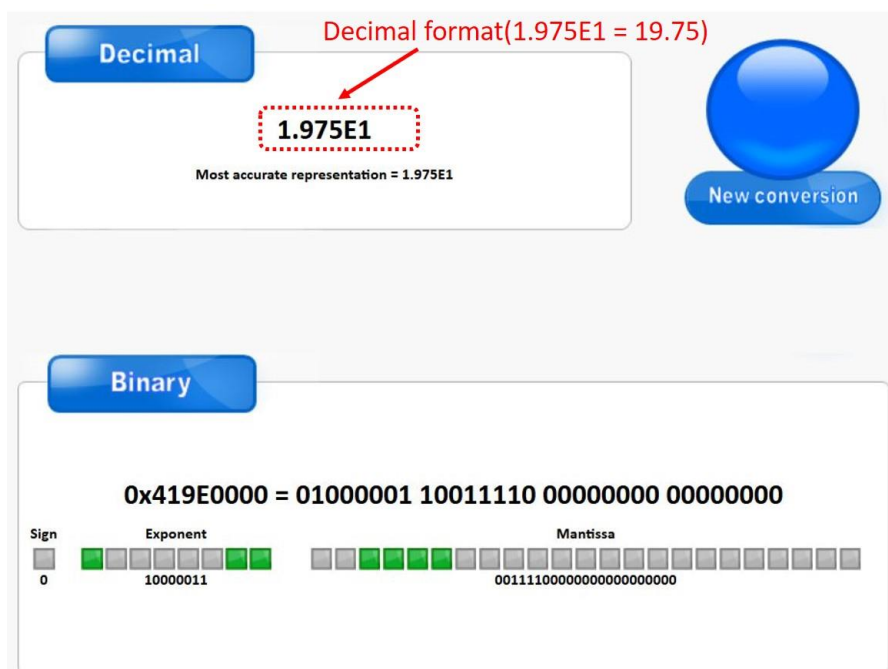 Decimal format(1.975E1 = 19.75)
Decimal
1.975E1
Most accurate representation = 1.975E1
New conversion
Binary
0x419E0000 = 01000001 10011110 00000000 00000000
Sign Exponent Mantissa
0 10000011 00111100000000000000000